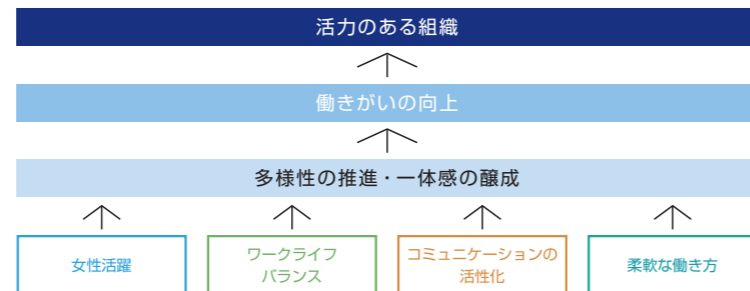 活力のある組織
働きがいの向上
多様性の推進・一体感の醸成
女性活躍
ワークライフ
バランス
コミュニケーションの
活性化
柔軟な働き方